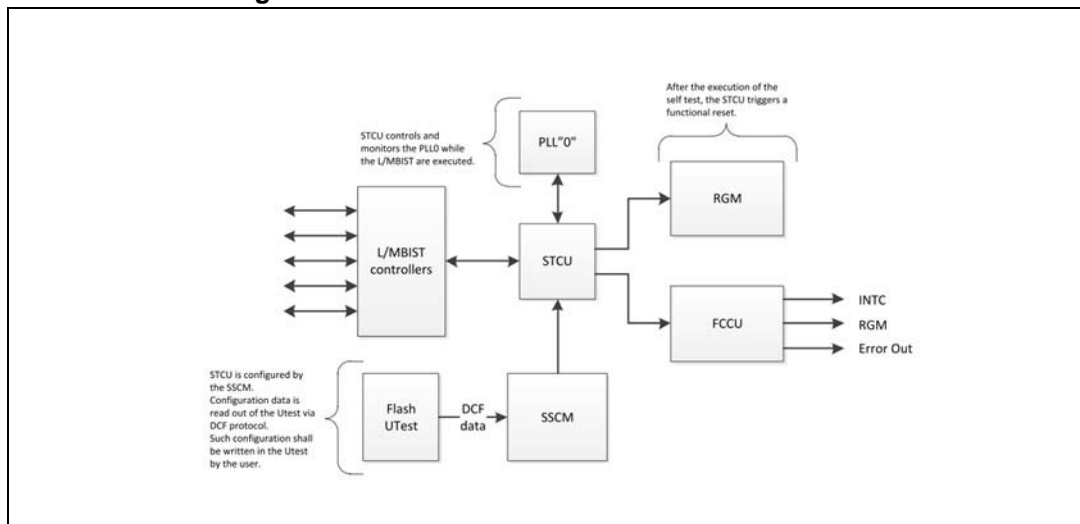 After the execution of the
self test, the STCU triggers a
functional reset.
STCU controls and
monitors the PLL0 while
the L/MBIST are executed.
PLL"0"
RGM
L/MBIST
controllers
STCU
FCCU
INTC
RGM
Error Out
STCU is configured by
the SSCM.
Configuration data is
read out of the Utest via
DCF protocol.
Such configuration shall
be written in the Utest
by the user.
Flash
UTest
DCF
data
SSCM